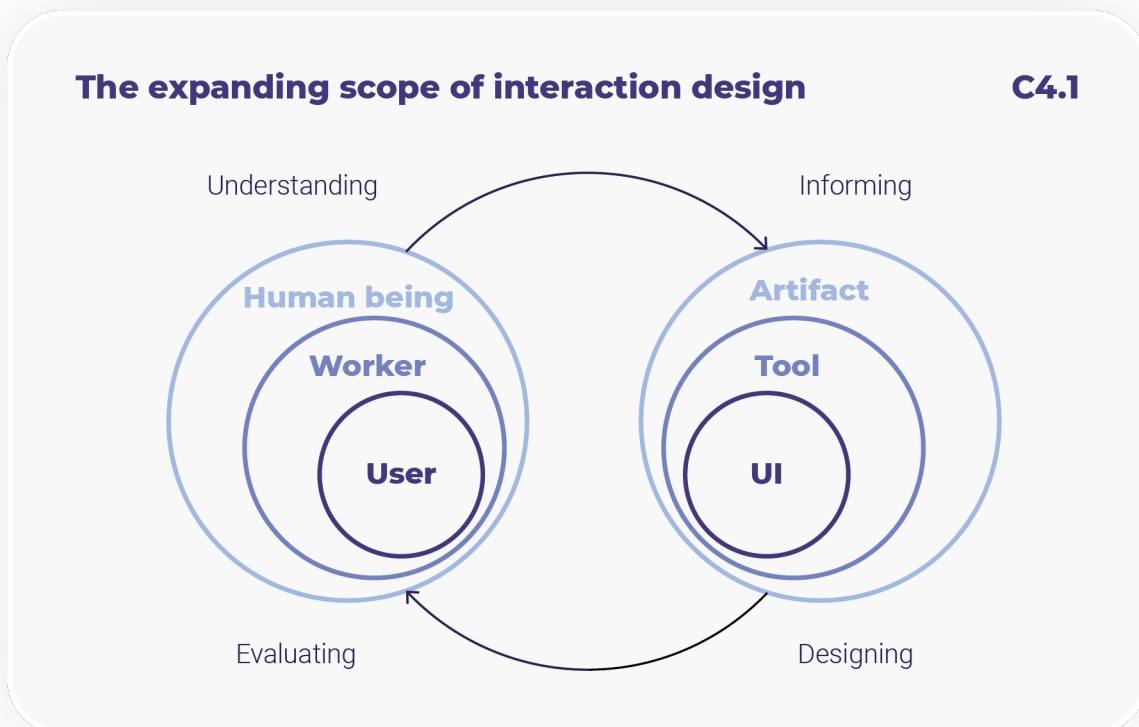 The expanding scope of interaction design C4.1
Understanding Informing
Human being Artifact
Worker Tool
User UI
Evaluating Designing